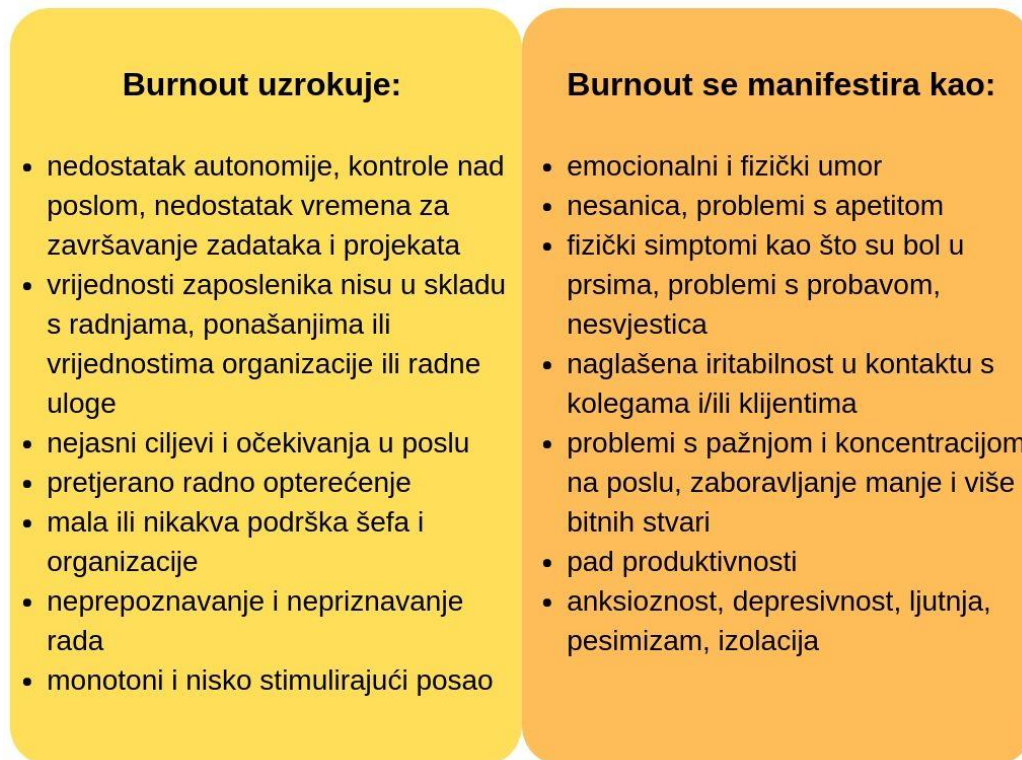 Burnout uzrokuje:
• nedostatak autonomije, kontrole nad
poslom, nedostatak vremena za
završavanje zadataka i projekata
• vrijednosti zaposlenika nisu u skladu
s radnjama, ponašanjima ili
vrijednostima organizacije ili radne
uloge
• nejasni ciljevi i očekivanja u poslu
• pretjerano radno opterećenje
• mala ili nikakva podrška šefa i
organizacije
• neprepoznavanje i nepriznavanje
rada
• monotoni i nisko stimulirajući posao
Burnout se manifestira kao:
• emocionalni i fizički umor
• nesanica, problemi s apetitom
• fizički simptomi kao što su bol u
prsima, problemi s probavom,
nesvjestica
• naglašena iritabilnost u kontaktu s
kolegama i/ili klijentima
• problemi s pažnjom i koncentracijom
na poslu, zaboravljanje manje i više
bitnih stvari
• pad produktivnosti
• anksioznost, depresivnost, ljutnja,
pesimizam, izolacija